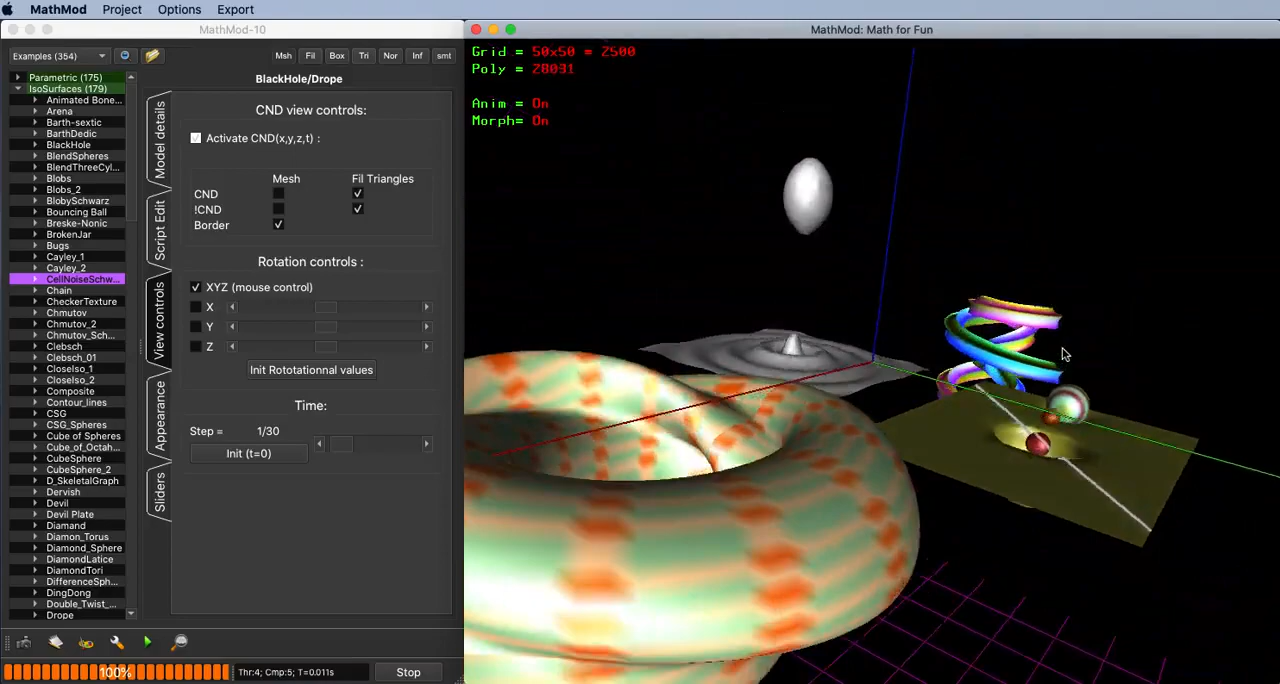 MathMod Project Options Export
MathMod-10
MathMod: Math for Fun
Examples (354)
Msh Fil Box Tri Nor Inf smt
Parametric (175)
IsoSurfaces (179)
Animated Bone...
Arena
Barth-sextic
BarthDedic
BlackHole
BlendSpheres
BlendThreeCyl...
Blobs
Blobs_2
BlobySchwarz
Bouncing Ball
Breske-Nonic
BrokenJar
Bugs
Cayley_1
Cayley_2
CellNoiseSchw...
Chain
CheckerTexture
Chmutov
Chmutov_2
Chmutov_Sch...
Clebsch
Clebsch_01
CloseIso_1
CloseIso_2
Composite
Contour_lines
CSG
CSG_Spheres
Cube of Spheres
Cube_of_Octah...
CubeSphere
CubeSphere_2
D_SkeletalGraph
Dervish
Devil
Devil Plate
Diamand
Diamon_Torus
Diamond_Sphere
DiamondLatice
DiamondTori
DifferenceSph...
DingDong
Double_Twist_...
Drope
Model details
Script Edit
View controls
Appearance
Sliders
BlackHole/Drope
CND view controls:
Activate CND(x,y,z,t) :
Mesh Fil Triangles
CND
!CND
Border
Rotation controls :
XYZ (mouse control)
X
Y
Z
Init Rototationnal values
Time:
Step = 1/30
Init (t=0)
100% Thr:4; Cmp:5; T=0.011s Stop
Grid = 50x50 = 2500
Poly = 28031
Anim = On
Morph= On